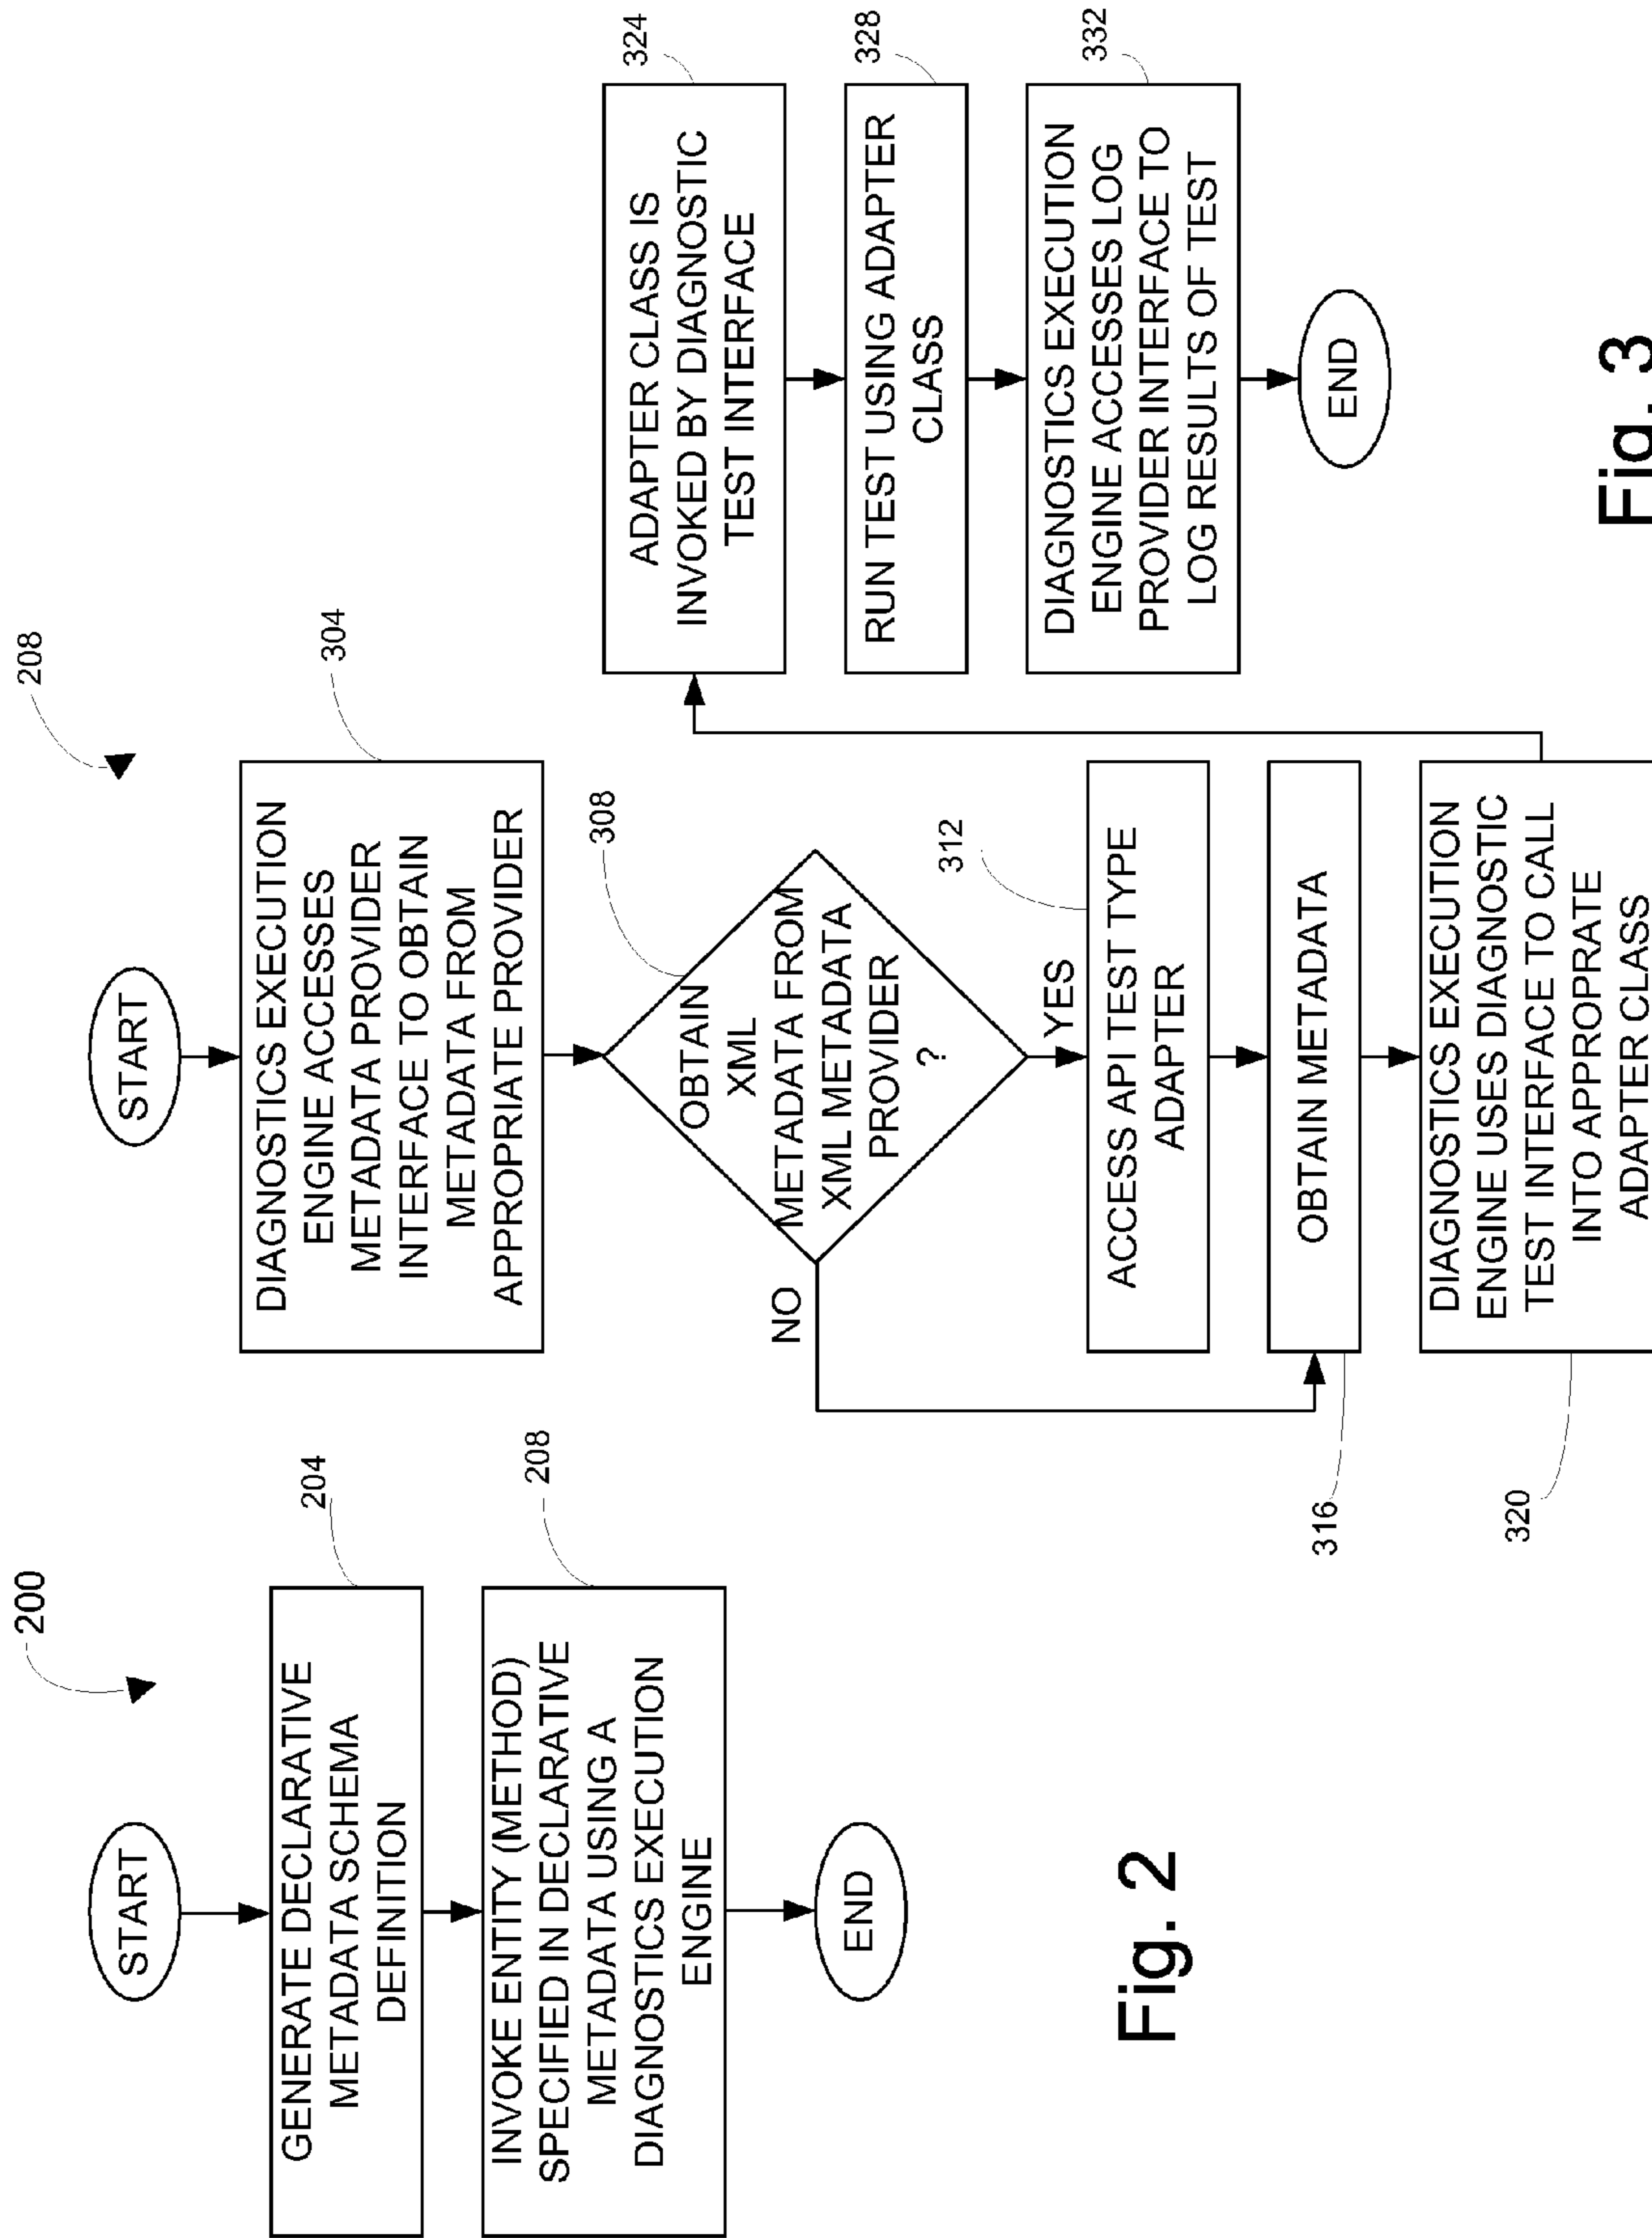 200
START
GENERATE DECLARATIVE
METADATA SCHEMA
DEFINITION
204
INVOKE ENTITY (METHOD)
SPECIFIED IN DECLARATIVE
METADATA USING A
DIAGNOSTICS EXECUTION
ENGINE
208
END
Fig. 2
208
START
DIAGNOSTICS EXECUTION
ENGINE ACCESSES
METADATA PROVIDER
INTERFACE TO OBTAIN
METADATA FROM
APPROPRIATE PROVIDER
304
OBTAIN
XML
METADATA FROM
XML METADATA
PROVIDER
?
308
NO
YES
ACCESS API TEST TYPE
ADAPTER
312
OBTAIN METADATA
316
DIAGNOSTICS EXECUTION
ENGINE USES DIAGNOSTIC
TEST INTERFACE TO CALL
INTO APPROPRATE
ADAPTER CLASS
320
ADAPTER CLASS IS
INVOKED BY DIAGNOSTIC
TEST INTERFACE
324
RUN TEST USING ADAPTER
CLASS
328
DIAGNOSTICS EXECUTION
ENGINE ACCESSES LOG
PROVIDER INTERFACE TO
LOG RESULTS OF TEST
332
END
Fig. 3